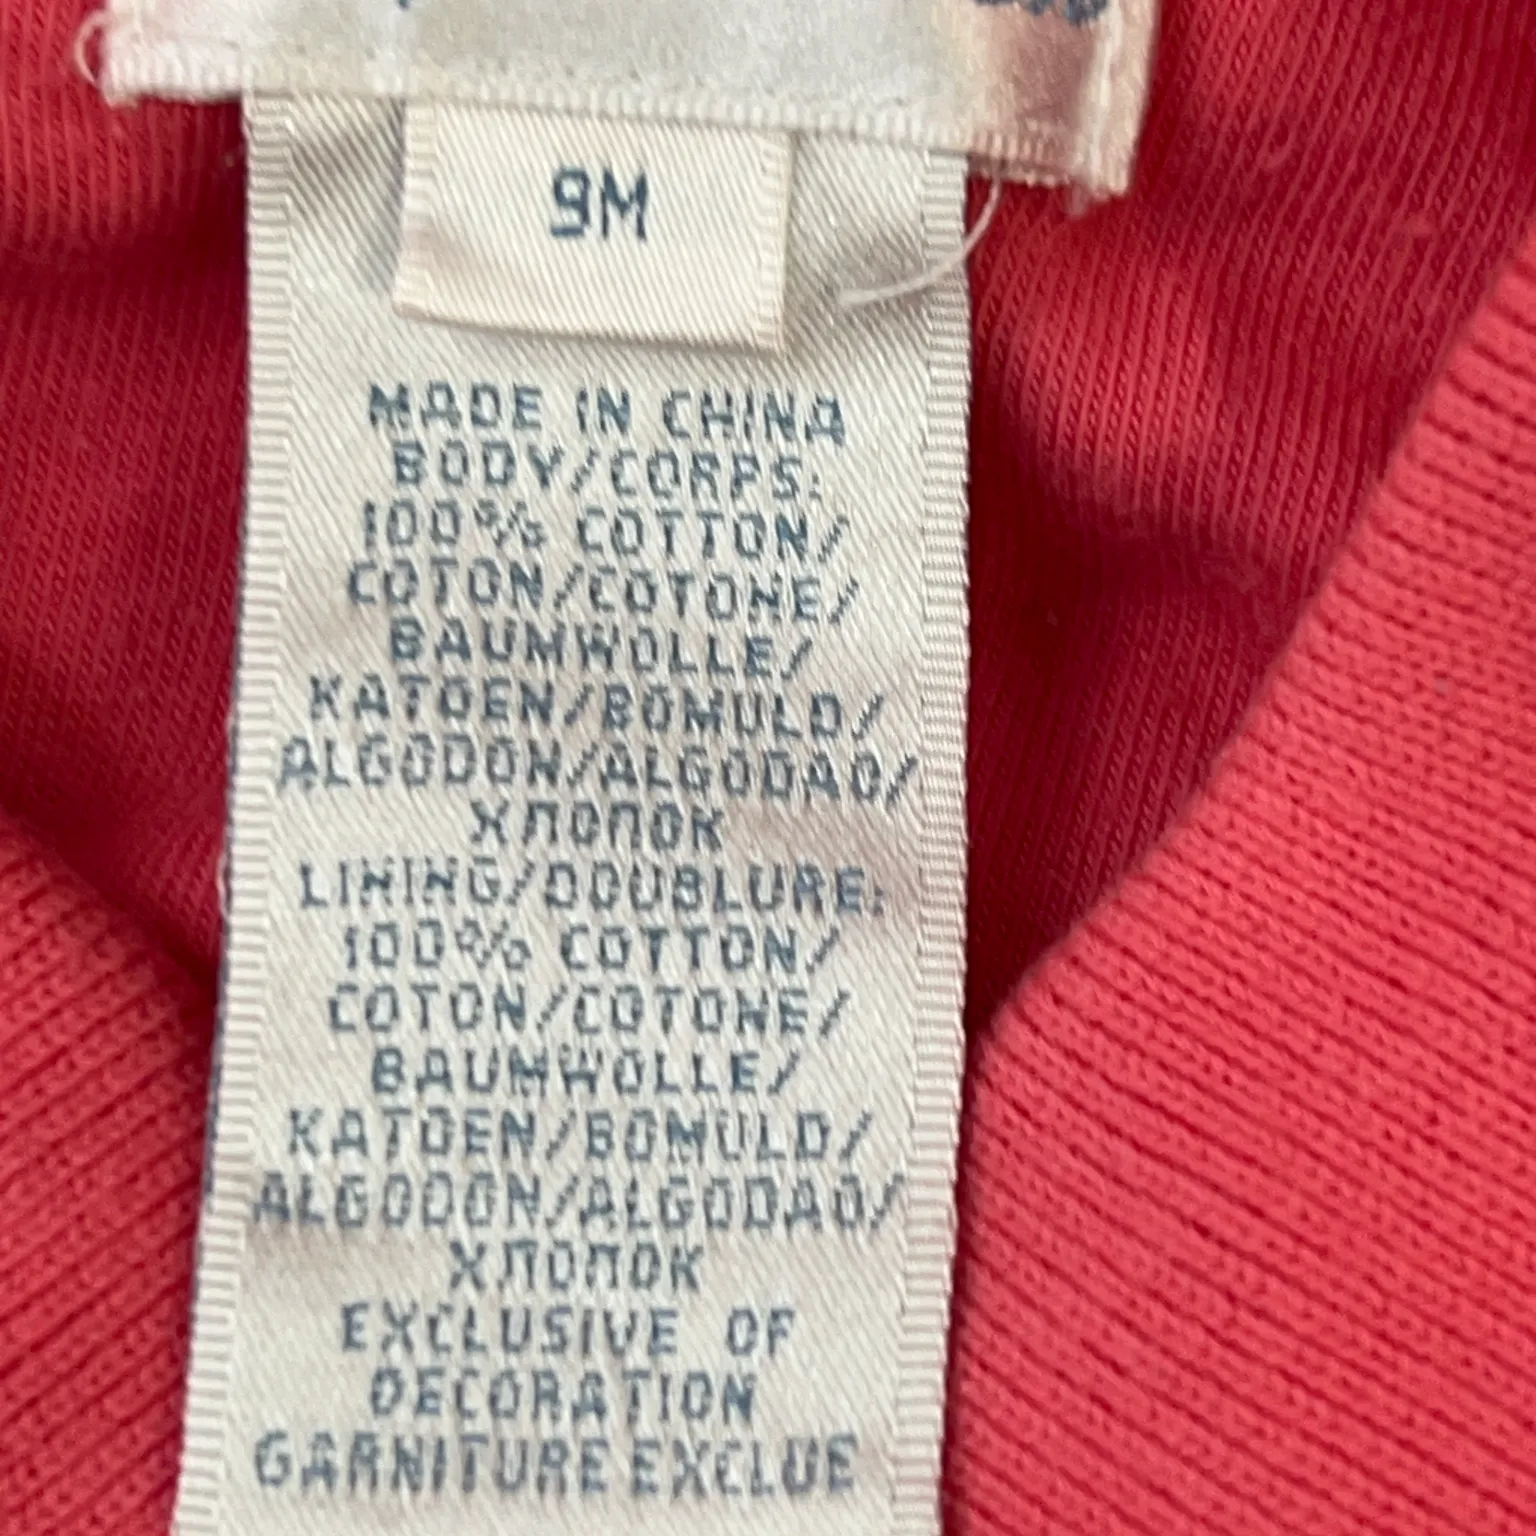 9M
MADE IN CHINA
BODY/CORPS:
100% COTTON/
COTON/COTONE/
BAUMWOLLE/
KATOEN/BOMULD/
ALGODON/ALGODAO/
ХЛОПОК
LINING/DOUBLURE:
100% COTTON/
COTON/COTONE/
BAUMWOLLE/
KATOEN/BOMULD/
ALGODON/ALGODAO/
ХЛОПОК
EXCLUSIVE OF
DECORATION
GARNITURE EXCLUE